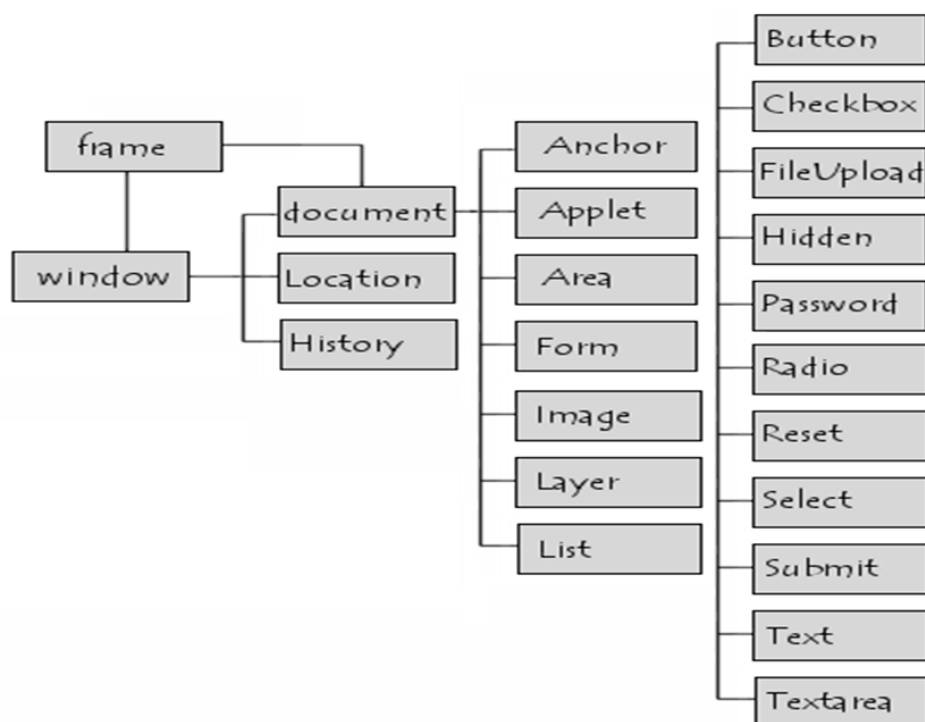 frame
window
document
Location
History
Anchor
Applet
Area
Form
Image
Layer
List
Button
Checkbox
FileUpload
Hidden
Password
Radio
Reset
Select
Submit
Text
Textarea